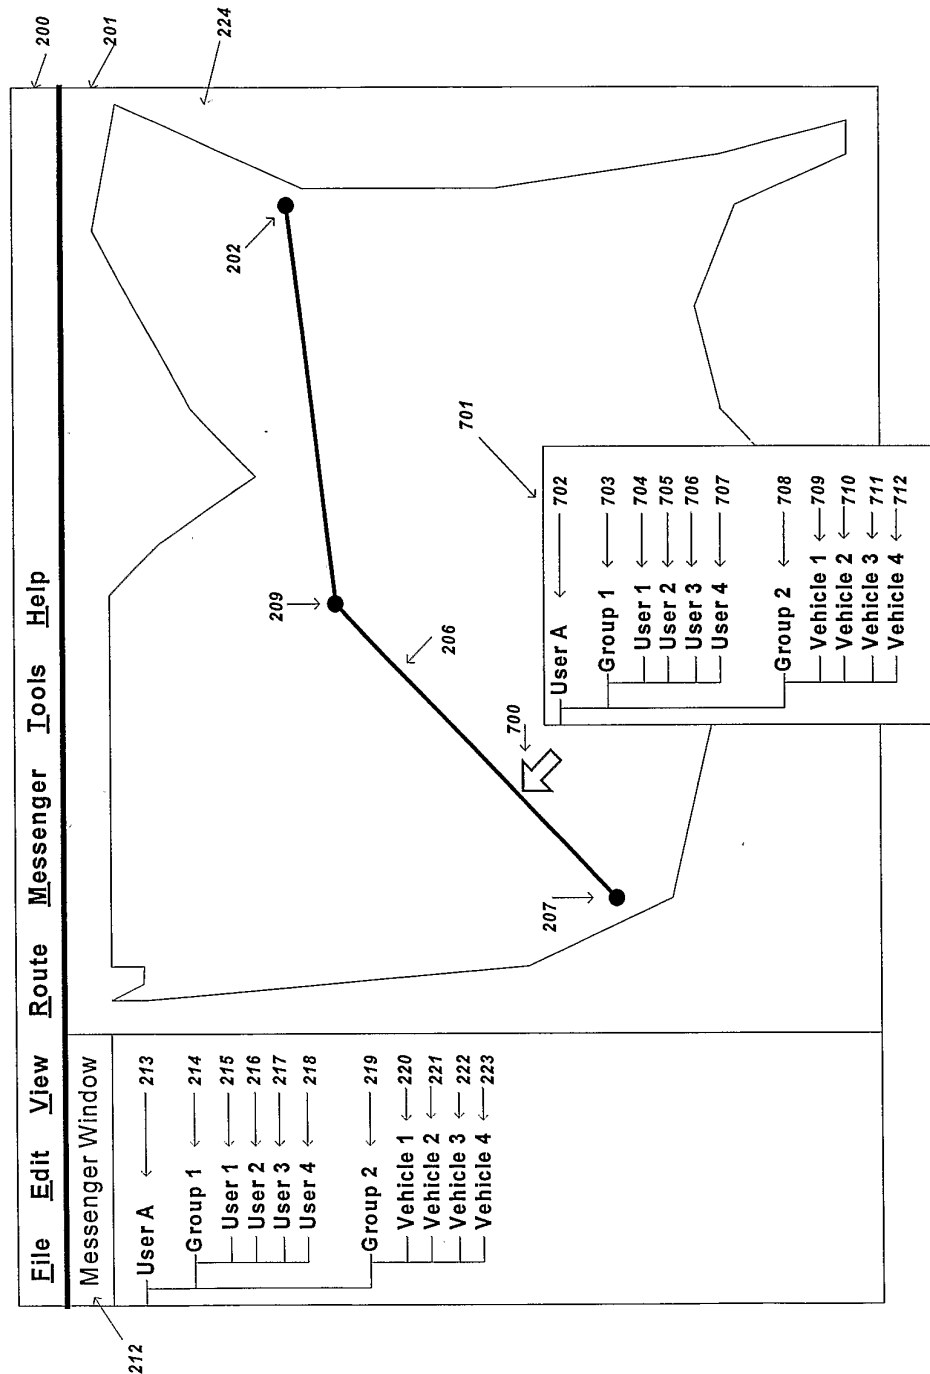 File Edit View Route Messenger Tools Help
200
201
224
Messenger Window
212
User A 213
Group 1 214
User 1 215
User 2 216
User 3 217
User 4 218
Group 2 219
Vehicle 1 220
Vehicle 2 221
Vehicle 3 222
Vehicle 4 223
202
209
206
700
207
701
User A 702
Group 1 703
User 1 704
User 2 705
User 3 706
User 4 707
Group 2 708
Vehicle 1 709
Vehicle 2 710
Vehicle 3 711
Vehicle 4 712